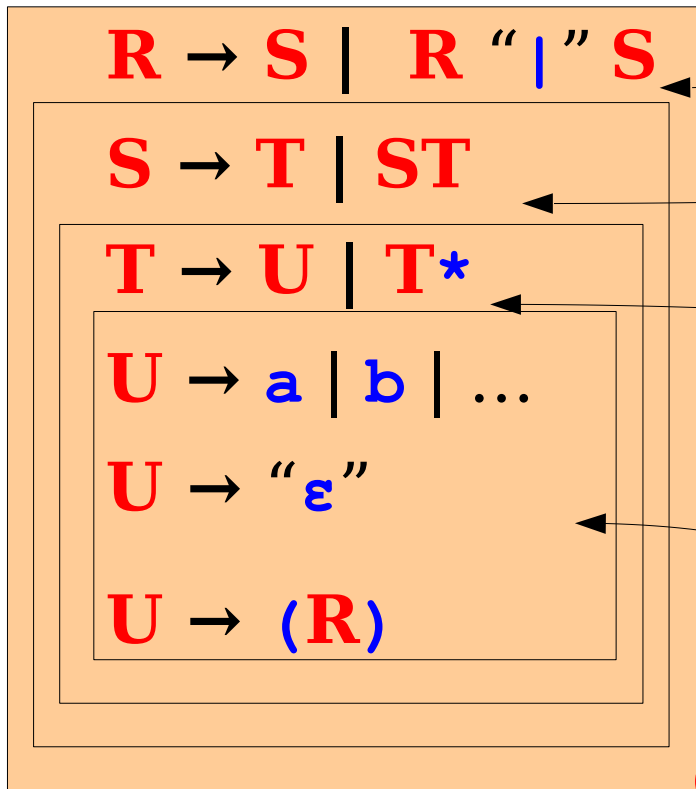 R → S | R “|” S
S → T | ST
T → U | T*
U → a | b | …
U → “ε”
U → (R)